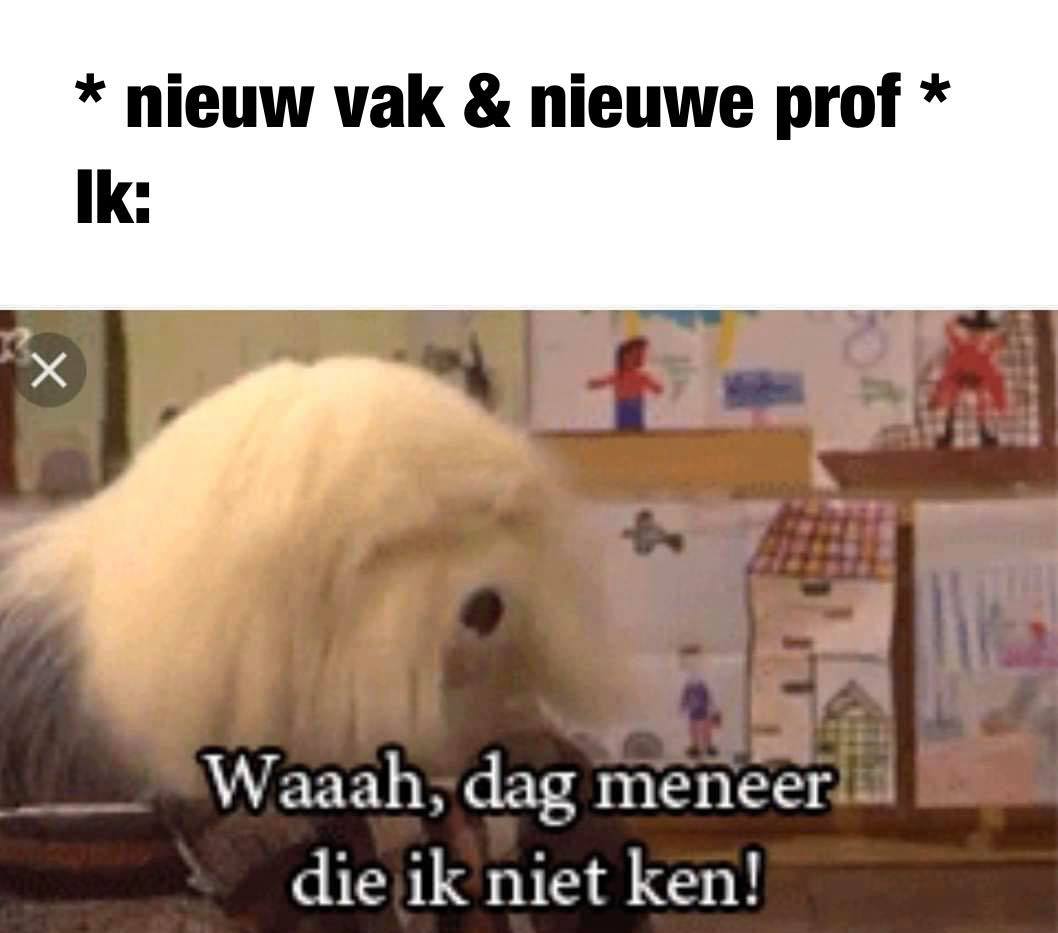 * nieuw vak & nieuwe prof *
Ik:
Waaah, dag meneer
die ik niet ken!